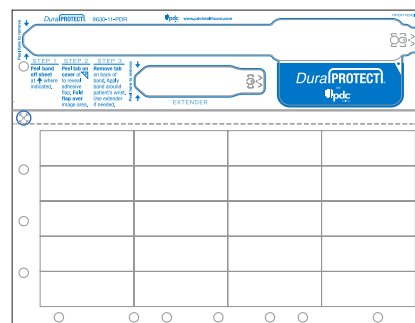 DuraPROTECT. 9630-11-PDR pdc www.pdchealthcare.com
Peel here to remove
STEP 1
Peel band
off sheet
at where
indicated.
STEP 2
Peel tab on
cover at
to reveal
adhesive
flap. Fold
flap over
image area.
STEP 3
Remove tab
on back of
band. Apply
band around
patient's wrist.
Use extender
if needed.
Peel here to remove
EXTENDER
DuraPROTECT.
pdc